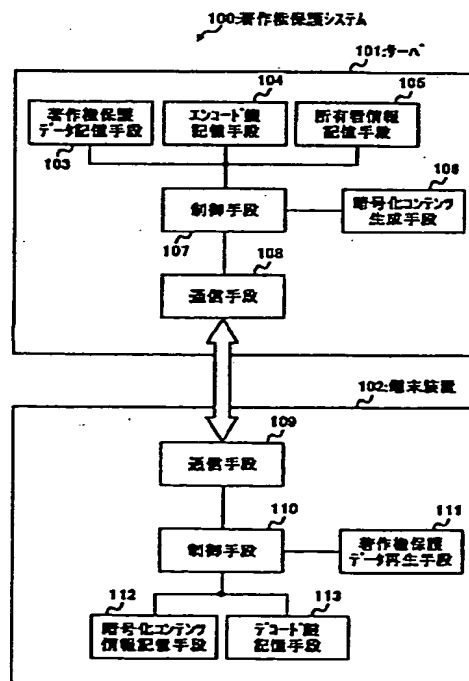 100:著作権保護システム
101:サーバ
104
105
著作権保護
データ記憶手段
エンコード鍵
記憶手段
所有者情報
記憶手段
103
106
制御手段
暗号化コンテンツ
生成手段
107
108
通信手段
102:端末装置
109
通信手段
110
111
制御手段
著作権保護
データ再生手段
112
113
暗号化コンテンツ
情報記憶手段
デコード鍵
記憶手段